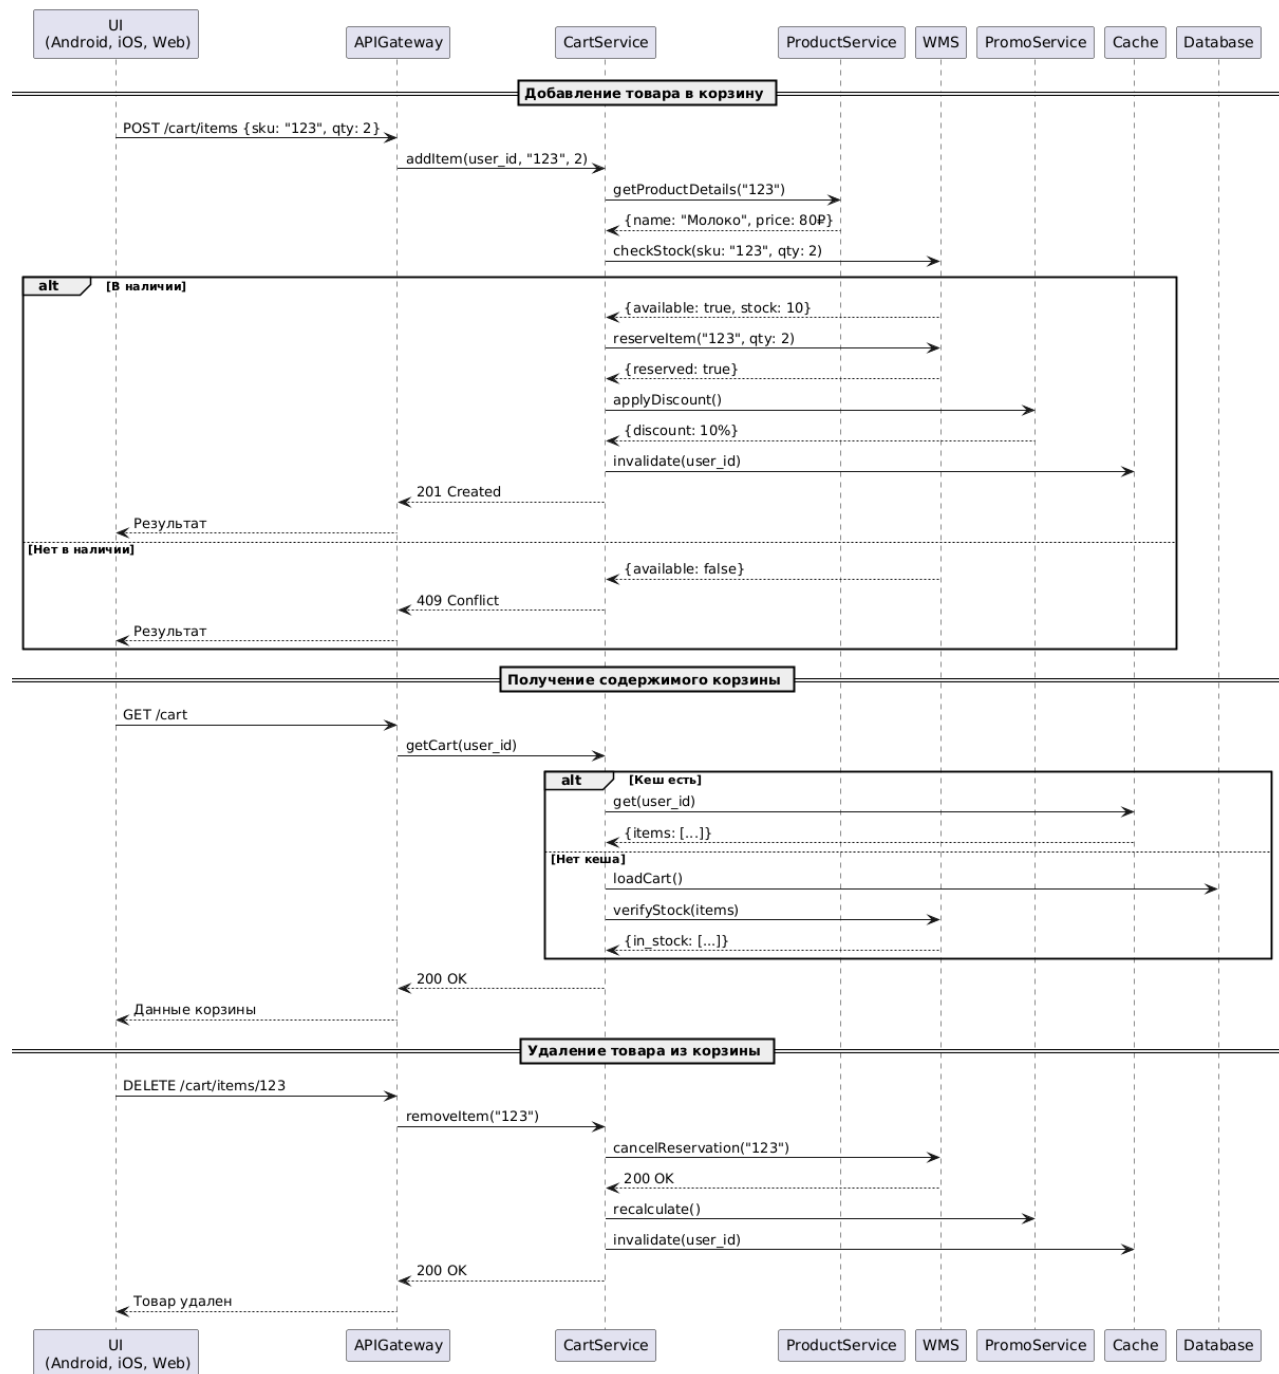 UI
(Android, iOS, Web)
APIGateway
CartService
ProductService
WMS
PromoService
Cache
Database
Добавление товара в корзину
POST /cart/items {sku: "123", qty: 2}
addItem(user_id, "123", 2)
getProductDetails("123")
{name: "Молоко", price: 80₽}
checkStock(sku: "123", qty: 2)
alt
[В наличии]
{available: true, stock: 10}
reserveItem("123", qty: 2)
{reserved: true}
applyDiscount()
{discount: 10%}
invalidate(user_id)
201 Created
Результат
[Нет в наличии]
{available: false}
409 Conflict
Результат
Получение содержимого корзины
GET /cart
getCart(user_id)
alt
[Кеш есть]
get(user_id)
{items: [...]}
[Нет кеша]
loadCart()
verifyStock(items)
{in_stock: [...]}
200 OK
Данные корзины
Удаление товара из корзины
DELETE /cart/items/123
removeItem("123")
cancelReservation("123")
200 OK
recalculate()
invalidate(user_id)
200 OK
Товар удален
UI
(Android, iOS, Web)
APIGateway
CartService
ProductService
WMS
PromoService
Cache
Database